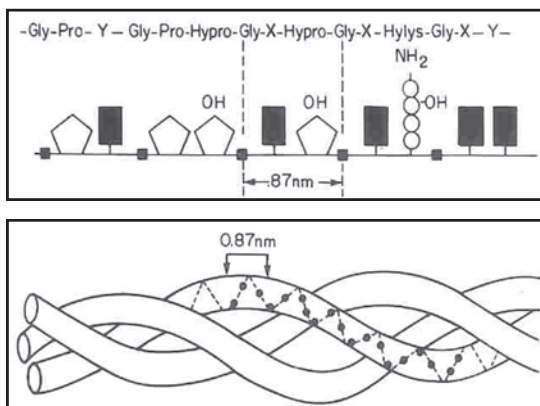 -Gly-Pro- Y — Gly-Pro-Hypro-Gly-X-Hypro-Gly-X-Hylys-Gly-X-Y-
NH2
OH OH -OH
.87nm
0.87nm